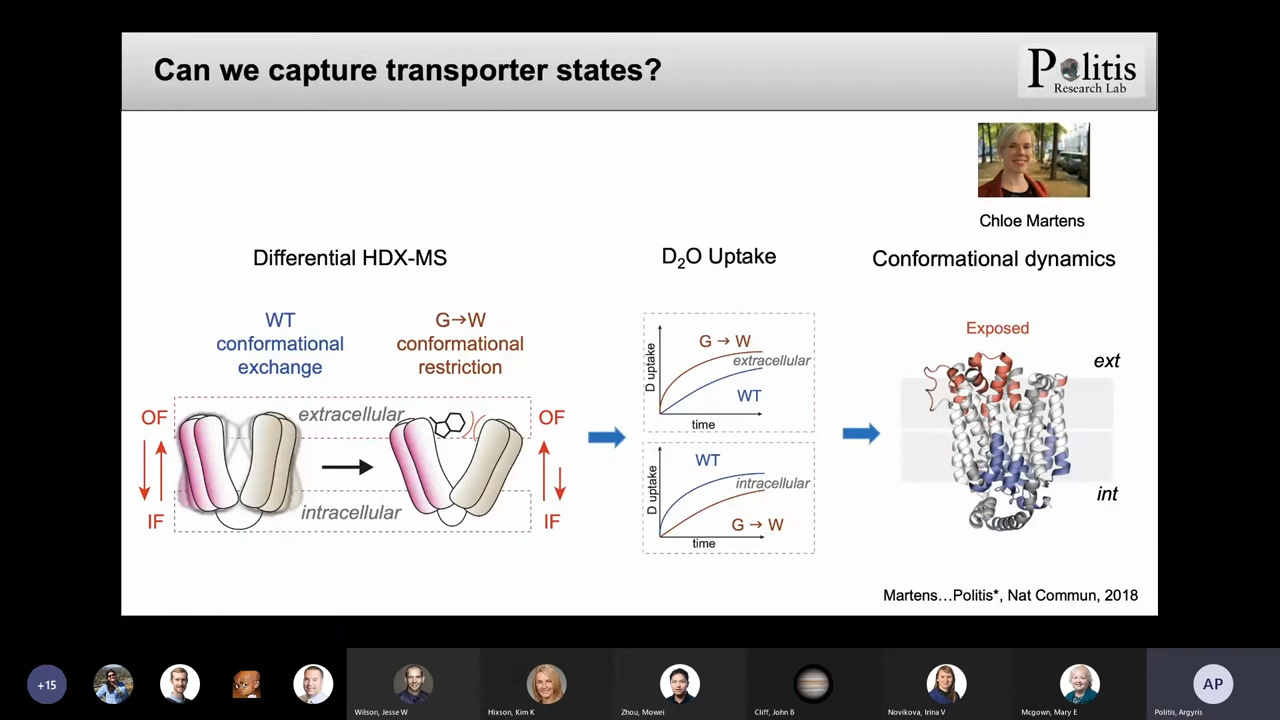 Can we capture transporter states?
Politis
Research Lab
Chloe Martens
Differential HDX-MS
D₂O Uptake
Conformational dynamics
WT
conformational
exchange
G→W
conformational
restriction
OF
IF
extracellular
intracellular
OF
IF
D uptake
G → W
extracellular
WT
time
D uptake
WT
intracellular
G → W
time
Exposed
ext
int
Martens…Politis*, Nat Commun, 2018
+15
Wilson, Jesse W
Hixson, Kim K
Zhou, Mowei
Cliff, John B
Novikova, Irina V
Mcgown, Mary E
AP
Politis, Argyris